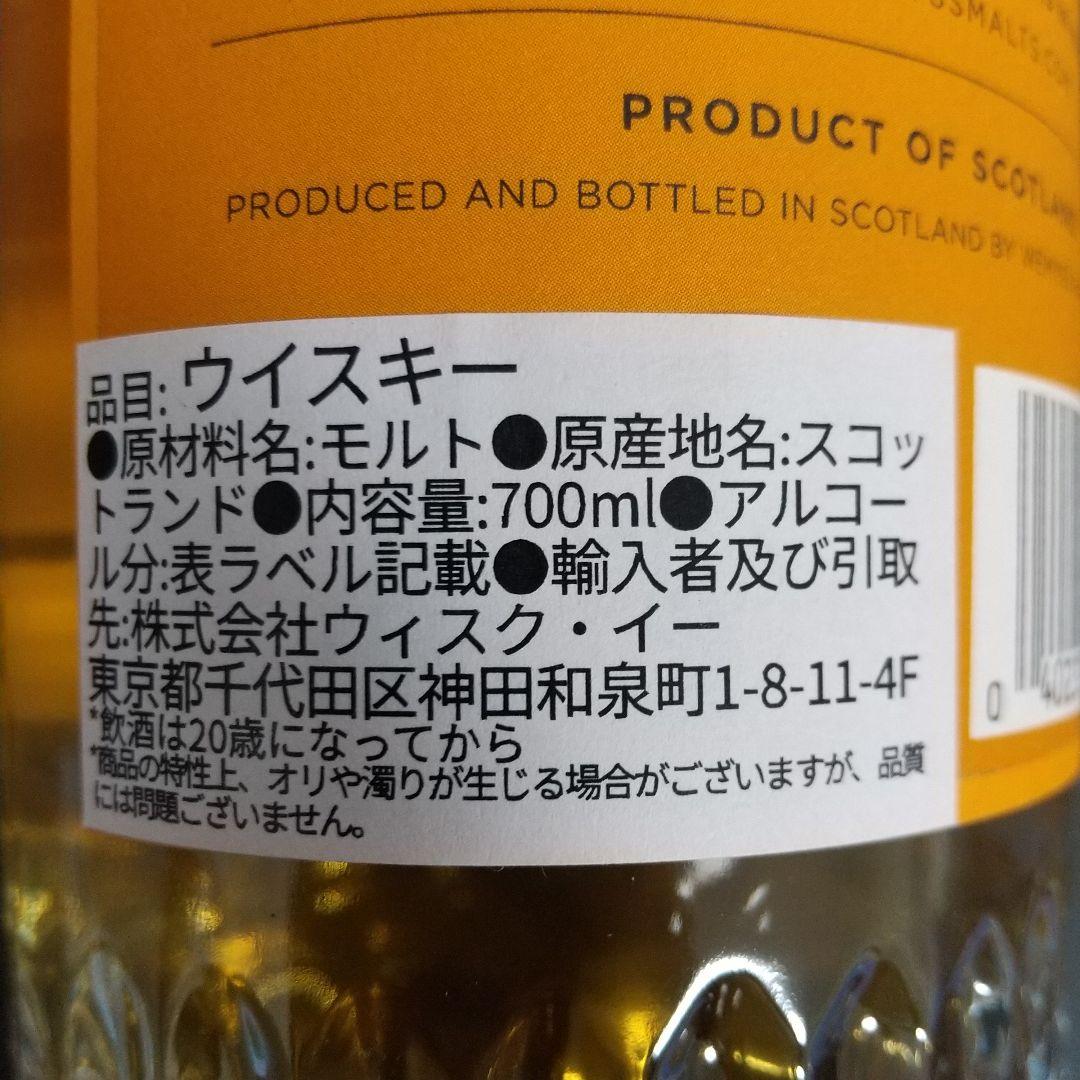 SSMALTS.COM
PRODUCT OF SCOTLAND
PRODUCED AND BOTTLED IN SCOTLAND BY
品目: ウイスキー
●原材料名:モルト●原産地名:スコッ
トランド●内容量:700ml●アルコー
ル分:表ラベル記載●輸入者及び引取
先:株式会社ウィスク・イー
東京都千代田区神田和泉町1-8-11-4F
*飲酒は20歳になってから
*商品の特性上、オリや濁りが生じる場合がございますが、品質
には問題ございません。
0